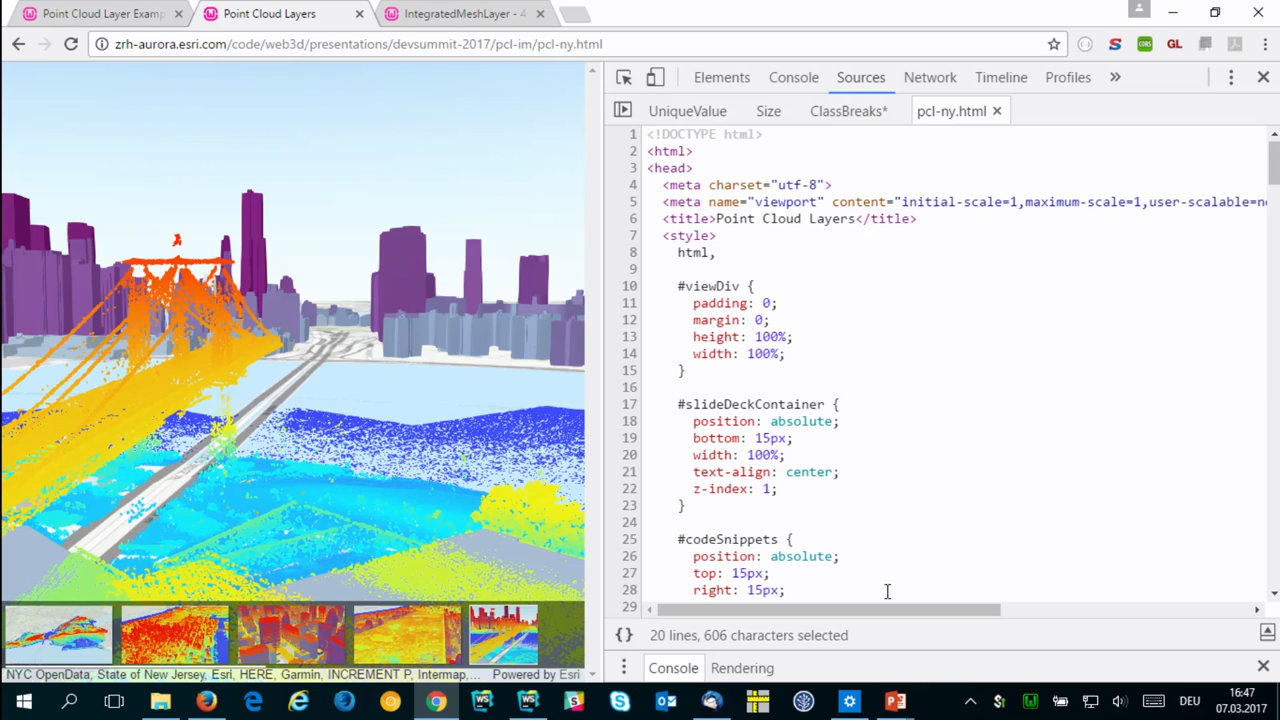 Point Cloud Layer Examp
Point Cloud Layers
IntegratedMeshLayer - 4
zrh-aurora.esri.com/code/web3d/presentations/devsummit-2017/pcl-im/pcl-ny.html
CORS
GL
Elements
Console
Sources
Network
Timeline
Profiles
UniqueValue
Size
ClassBreaks*
pcl-ny.html
1 <!DOCTYPE html>
2 <html>
3 <head>
4 <meta charset="utf-8">
5 <meta name="viewport" content="initial-scale=1,maximum-scale=1,user-scalable=no
6 <title>Point Cloud Layers</title>
7 <style>
8 html,
9
10 #viewDiv {
11 padding: 0;
12 margin: 0;
13 height: 100%;
14 width: 100%;
15 }
16
17 #slideDeckContainer {
18 position: absolute;
19 bottom: 15px;
20 width: 100%;
21 text-align: center;
22 z-index: 1;
23 }
24
25 #codeSnippets {
26 position: absolute;
27 top: 15px;
28 right: 15px;
29
{} 20 lines, 606 characters selected
Console
Rendering
NYC OpenData, State of New Jersey, Esri, HERE, Garmin, INCREMENT P, Intermap,...
Powered by Esri
DEU
16:47
07.03.2017